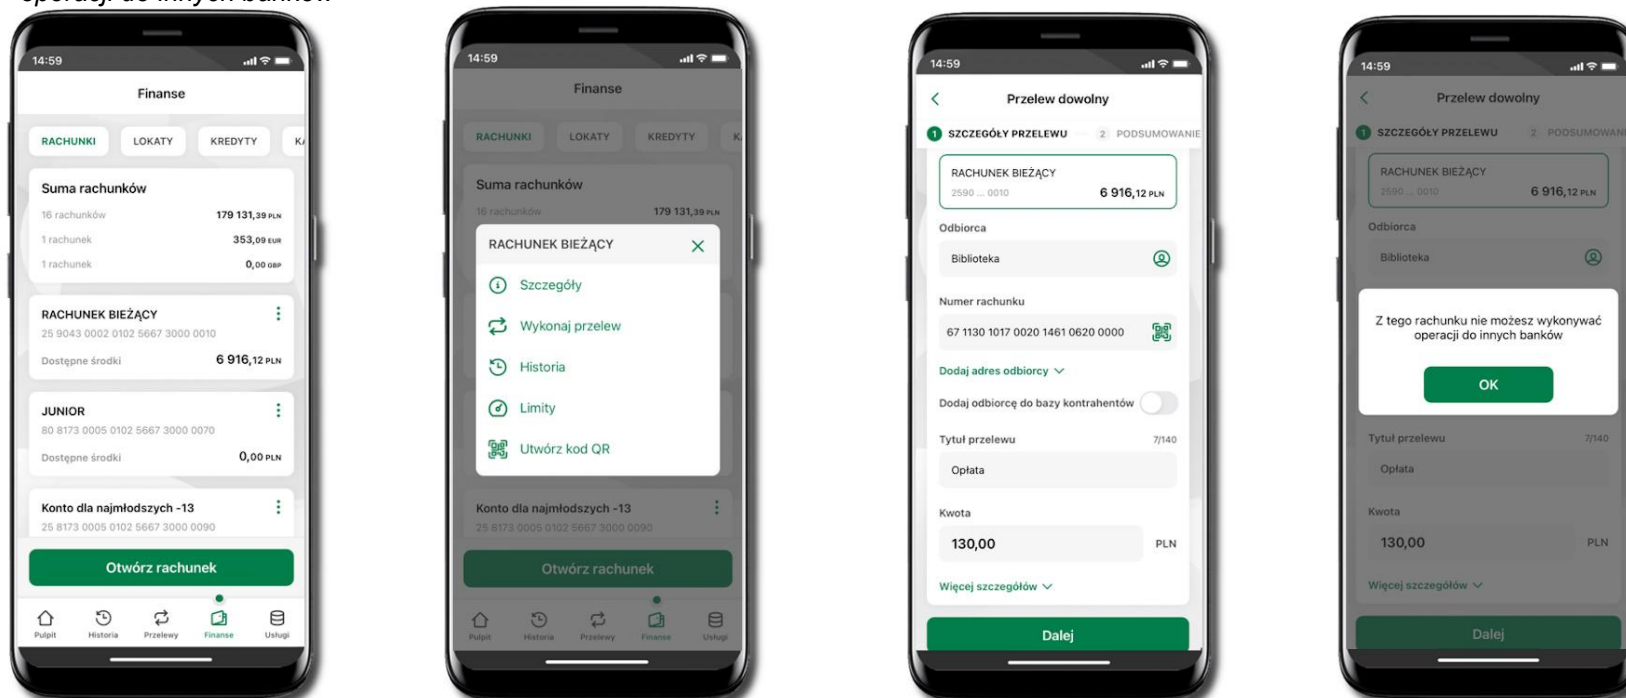 operacji do innych banków
14:59
Finanse
RACHUNKI LOKATY KREDYTY
Suma rachunków
16 rachunków 179 131,39 PLN
1 rachunek 353,09 EUR
1 rachunek 0,00 GBP
RACHUNEK BIEŻĄCY
25 9043 0002 0102 5667 3000 0010
Dostępne środki 6 916,12 PLN
JUNIOR
80 8173 0005 0102 5667 3000 0070
Dostępne środki 0,00 PLN
Konto dla najmłodszych -13
25 8173 0005 0102 5667 3000 0090
Otwórz rachunek
Pulpit Historia Przelewy Finanse Usługi
14:59
Finanse
RACHUNKI LOKATY KREDYTY
Suma rachunków
16 rachunków 179 131,39 PLN
RACHUNEK BIEŻĄCY
Szczegóły
Wykonaj przelew
Historia
Limity
Utwórz kod QR
Konto dla najmłodszych -13
25 8173 0005 0102 5667 3000 0090
Otwórz rachunek
Pulpit Historia Przelewy Finanse Usługi
14:59
Przelew dowolny
1 SZCZEGÓŁY PRZELEWU 2 PODSUMOWANIE
RACHUNEK BIEŻĄCY
2590 ... 0010 6 916,12 PLN
Odbiorca
Biblioteka
Numer rachunku
67 1130 1017 0020 1461 0620 0000
Dodaj adres odbiorcy
Dodaj odbiorcę do bazy kontrahentów
Tytuł przelewu 7/140
Opłata
Kwota
130,00 PLN
Więcej szczegółów
Dalej
14:59
Przelew dowolny
1 SZCZEGÓŁY PRZELEWU 2 PODSUMOWANI
RACHUNEK BIEŻĄCY
2590 ... 0010 6 916,12 PLN
Odbiorca
Biblioteka
Z tego rachunku nie możesz wykonywać
operacji do innych banków
OK
Tytuł przelewu 7/140
Opłata
Kwota
130,00 PLN
Więcej szczegółów
Dalej